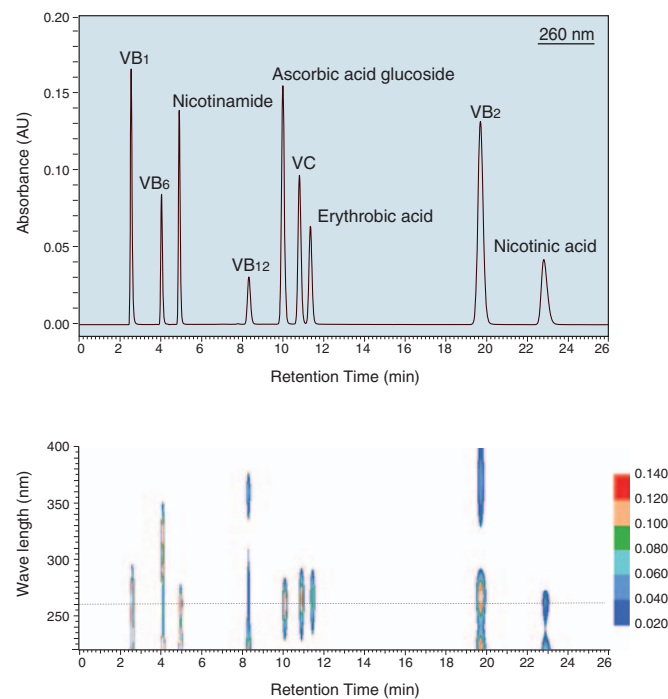 0.20
260 nm
VB1
Ascorbic acid glucoside
Nicotinamide
VB2
0.15
VC
0.10
VB6
Erythrobic acid
0.05
VB12
Nicotinic acid
0.00
Absorbance (AU)
0 2 4 6 8 10 12 14 16 18 20 22 24 26
Retention Time (min)
400
350
300
250
Wave length (nm)
0.140
0.120
0.100
0.080
0.060
0.040
0.020
0 2 4 6 8 10 12 14 16 18 20 22 24 26
Retention Time (min)